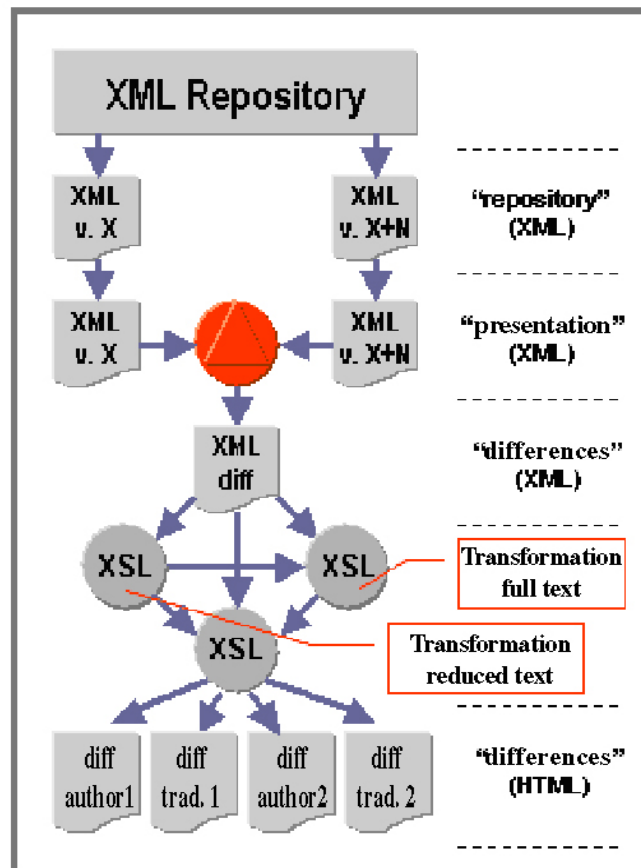 XML Repository
XML
v. X
XML
v. X+N
“repository”
(XML)
XML
v. X
XML
v. X+N
“presentation”
(XML)
XML
diff
“differences”
(XML)
XSL
XSL
Transformation
full text
XSL
Transformation
reduced text
diff
author1
diff
trad. 1
diff
author2
diff
trad. 2
“differences”
(HTML)